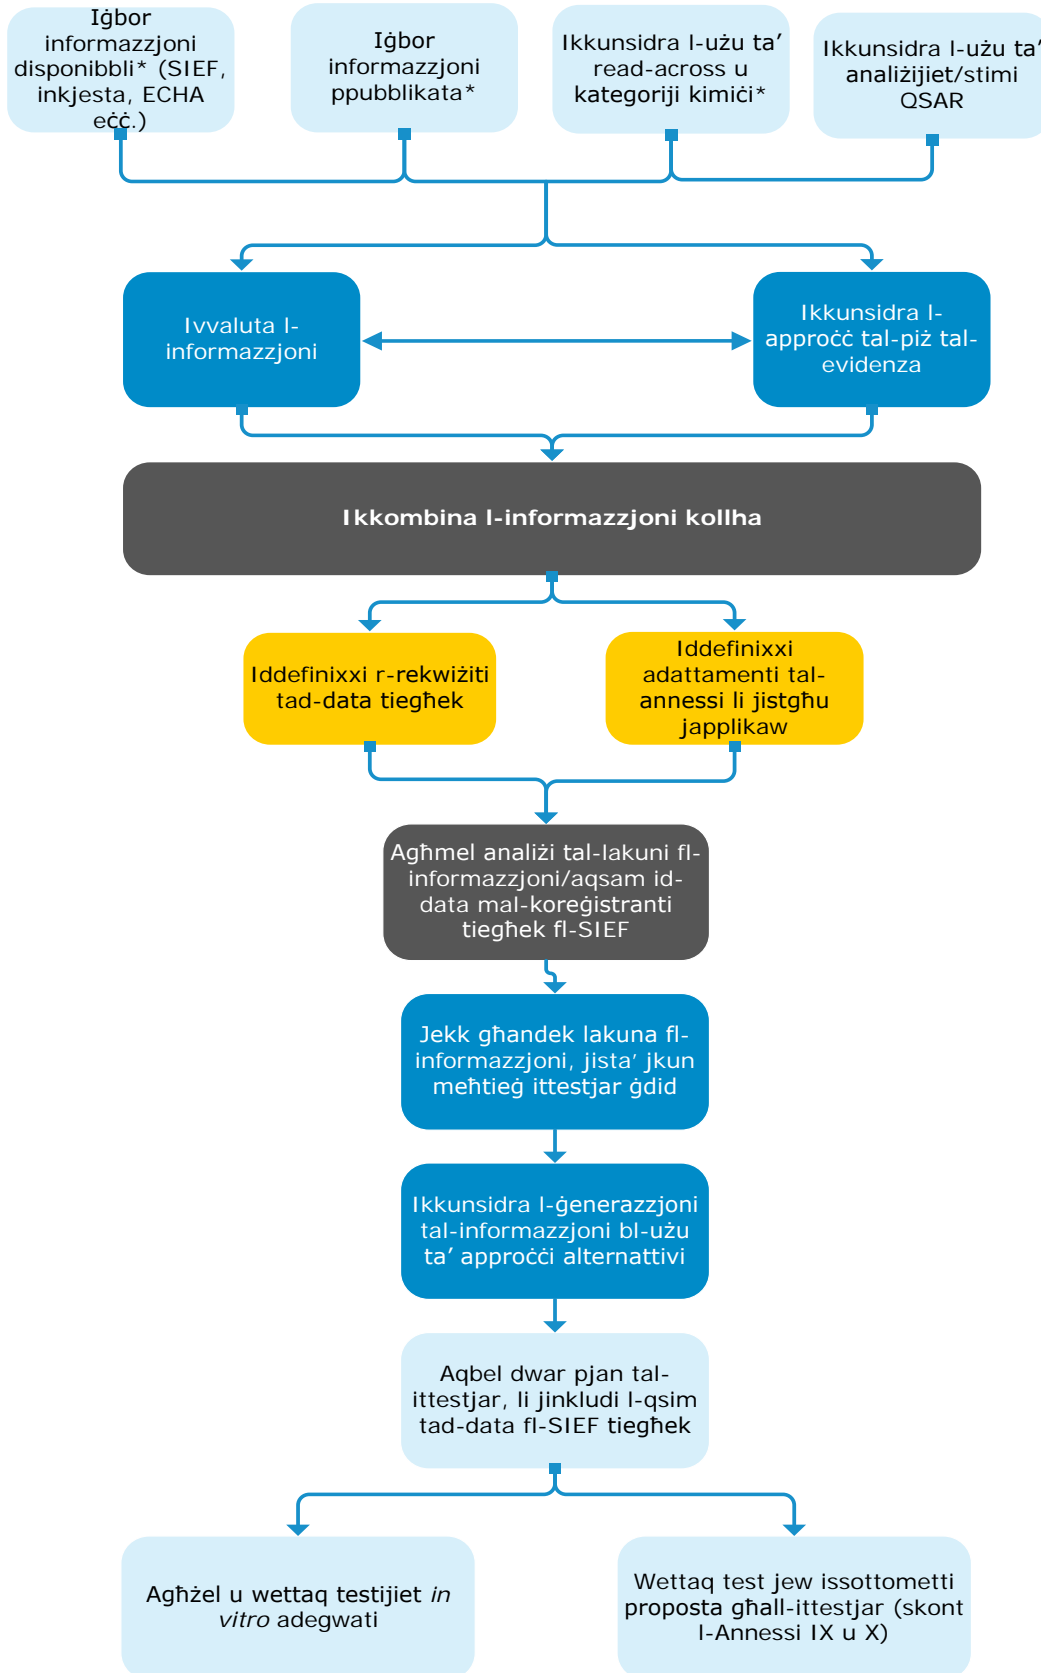 Iġbor
informazzjoni
disponibbli* (SIEF,
inkjesta, ECHA
eċċ.)
Iġbor
informazzjoni
ppubblikata*
Ikkunsidra l-użu ta’
read-across u
kategoriji kimiċi*
Ikkunsidra l-użu ta’
analiżijiet/stimi
QSAR
Ivvaluta l-
informazzjoni
Ikkunsidra l-
approċċ tal-piż tal-
evidenza
Ikkombina l-informazzjoni kollha
Iddefinixxi r-rekwiżiti
tad-data tiegħek
Iddefinixxi
adattamenti tal-
annessi li jistgħu
japplikaw
Agħmel analiżi tal-lakuni fl-
informazzjoni/aqsam id-
data mal-koreġistranti
tiegħek fl-SIEF
Jekk għandek lakuna fl-
informazzjoni, jista’ jkun
meħtieġ ittestjar ġdid
Ikkunsidra l-ġenerazzjoni
tal-informazzjoni bl-użu
ta’ approċċi alternattivi
Aqbel dwar pjan tal-
ittestjar, li jinkludi l-qsim
tad-data fl-SIEF tiegħek
Agħżel u wettaq testijiet in
vitro adegwati
Wettaq test jew issottometti
proposta għall-ittestjar (skont
l-Annessi IX u X)